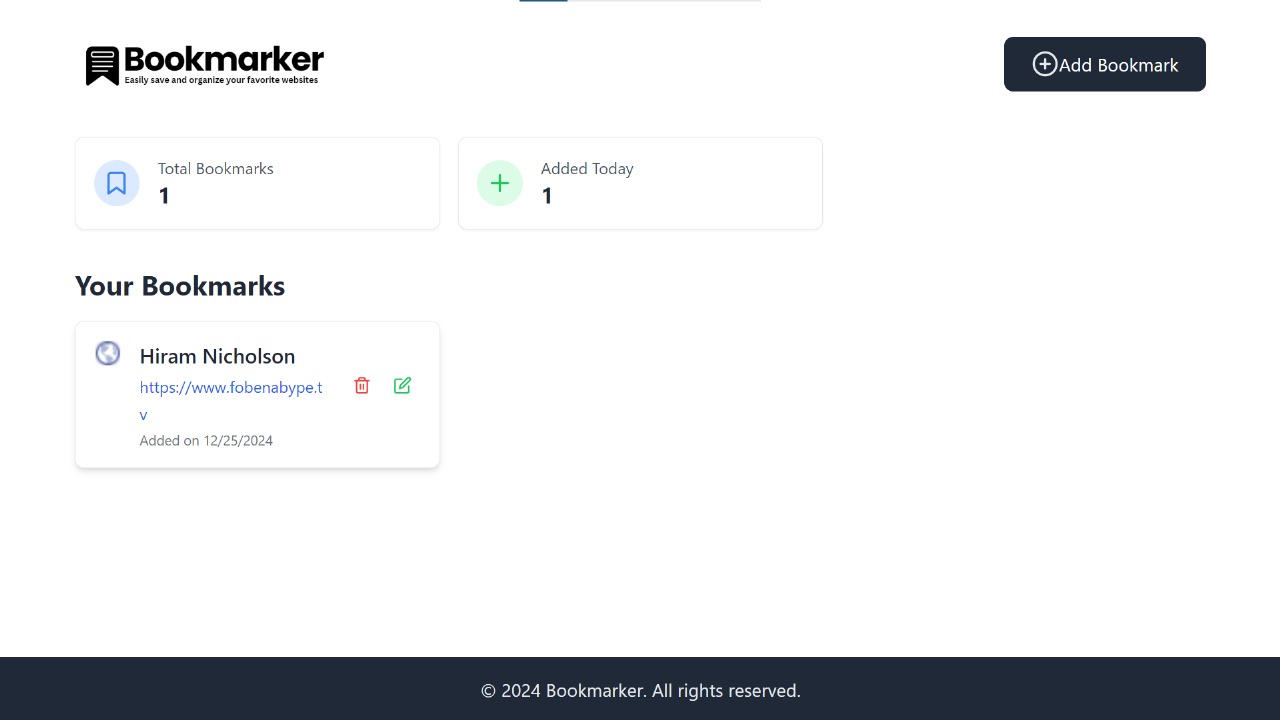 Bookmarker
Easily save and organize your favorite websites
Add Bookmark
Total Bookmarks
1
Added Today
1
Your Bookmarks
Hiram Nicholson
https://www.fobenabype.t
v
Added on 12/25/2024
© 2024 Bookmarker. All rights reserved.